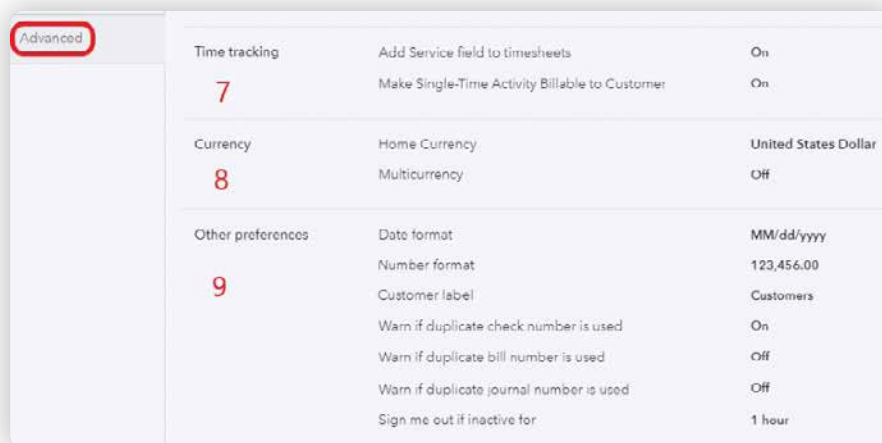 Advanced
Time tracking Add Service field to timesheets On
7 Make Single-Time Activity Billable to Customer On
Currency Home Currency United States Dollar
8 Multicurrency Off
Other preferences Date format MM/dd/yyyy
Number format 123,456.00
9 Customer label Customers
Warn if duplicate check number is used On
Warn if duplicate bill number is used Off
Warn if duplicate journal number is used Off
Sign me out if inactive for 1 hour